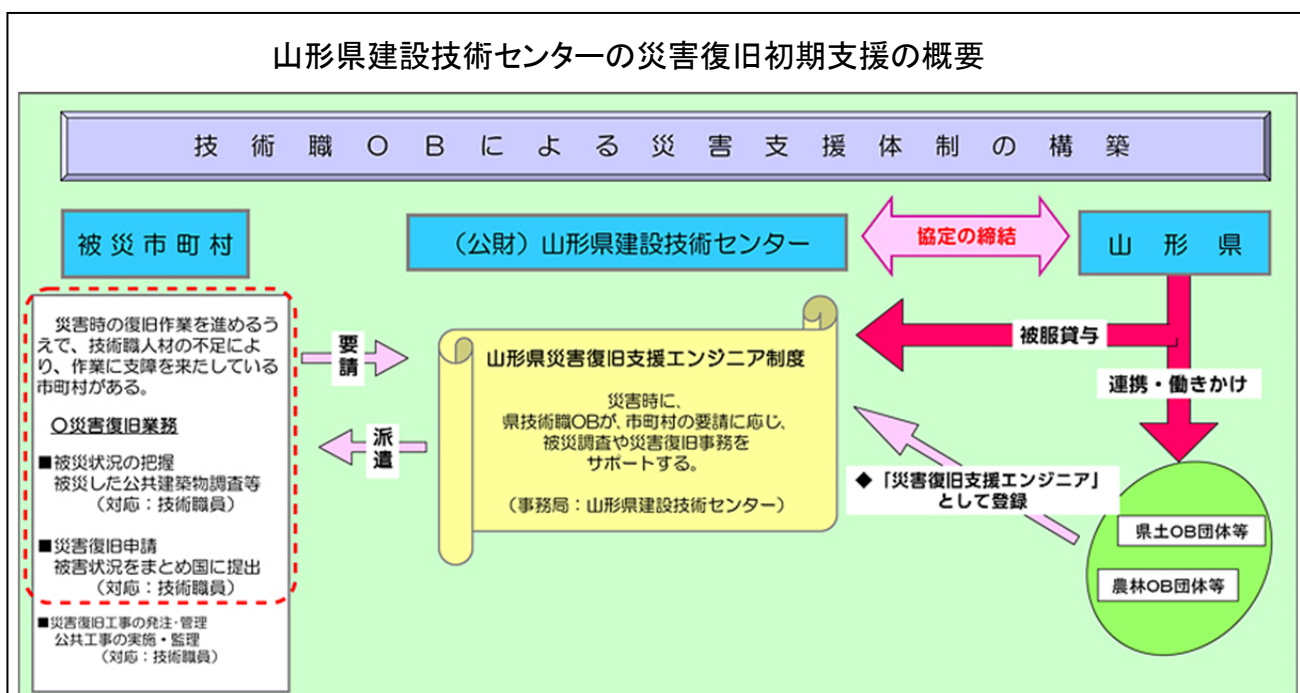 山形県建設技術センターの災害復旧初期支援の概要
技術職OBによる災害支援体制の構築
被災市町村
（公財）山形県建設技術センター
協定の締結
山形県
災害時の復旧作業を進めるう
えで、技術職人材の不足によ
り、作業に支障を来たしている
市町村がある。
〇災害復旧業務
■被災状況の把握
被災した公共建築物調査等
（対応：技術職員）
■災害復旧申請
被害状況をまとめ国に提出
（対応：技術職員）
■災害復旧工事の発注・管理
公共工事の実施・監理
（対応：技術職員）
要請
派遣
山形県災害復旧支援エンジニア制度
災害時に、
県技術職OBが、市町村の要請に応じ、
被災調査や災害復旧事務を
サポートする。
（事務局：山形県建設技術センター）
被服貸与
連携・働きかけ
◆「災害復旧支援エンジニア」
として登録
県土OB団体等
農林OB団体等